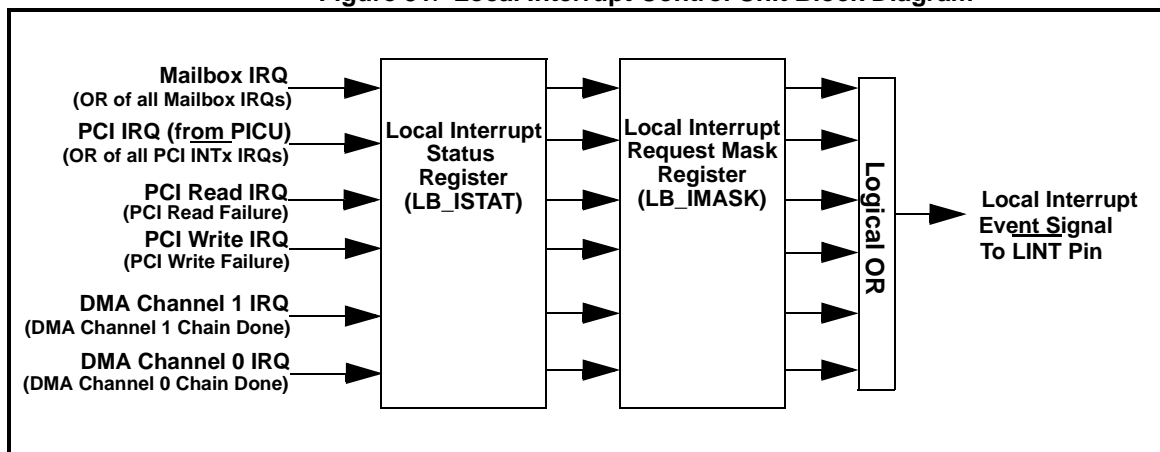 Figure 31: Local Interrupt Control Unit Block Diagram
Mailbox IRQ
(OR of all Mailbox IRQs)
PCI IRQ (from PICU)
(OR of all PCI INTx IRQs)
PCI Read IRQ
(PCI Read Failure)
PCI Write IRQ
(PCI Write Failure)
DMA Channel 1 IRQ
(DMA Channel 1 Chain Done)
DMA Channel 0 IRQ
(DMA Channel 0 Chain Done)
Local Interrupt
Status
Register
(LB_ISTAT)
Local Interrupt
Request Mask
Register
(LB_IMASK)
Logical OR
Local Interrupt
Event Signal
To LINT Pin